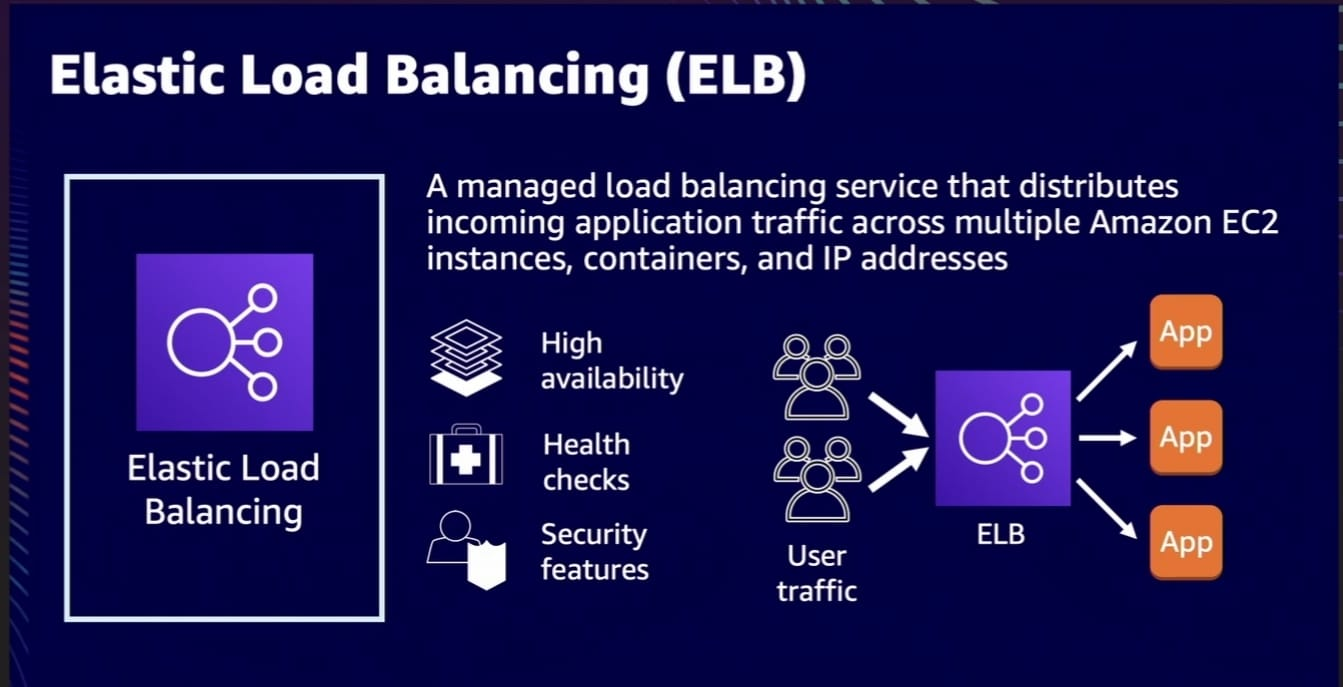 Elastic Load Balancing (ELB)
Elastic Load
Balancing
A managed load balancing service that distributes
incoming application traffic across multiple Amazon EC2
instances, containers, and IP addresses
High
availability
Health
checks
Security
features
User
traffic
ELB
App
App
App